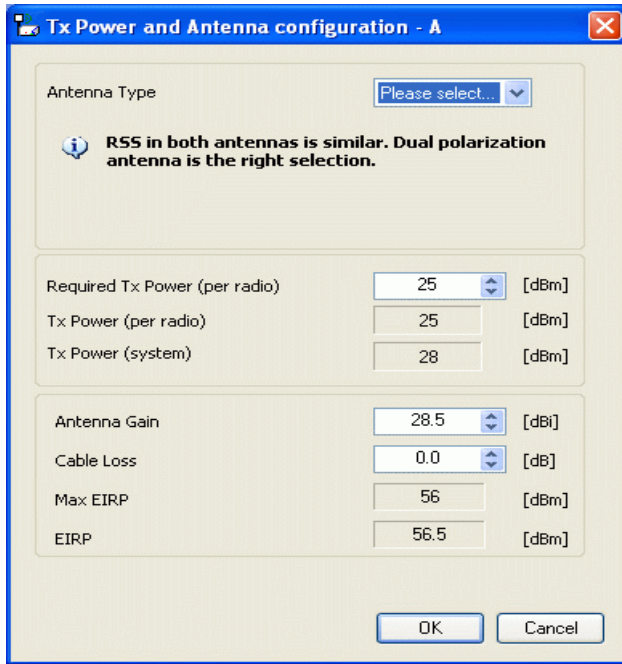 Tx Power and Antenna configuration - A
Antenna Type Please select...
RSS in both antennas is similar. Dual polarization
antenna is the right selection.
Required Tx Power (per radio) 25 [dBm]
Tx Power (per radio) 25 [dBm]
Tx Power (system) 28 [dBm]
Antenna Gain 28.5 [dBi]
Cable Loss 0.0 [dB]
Max EIRP 56 [dBm]
EIRP 56.5 [dBm]
OK Cancel